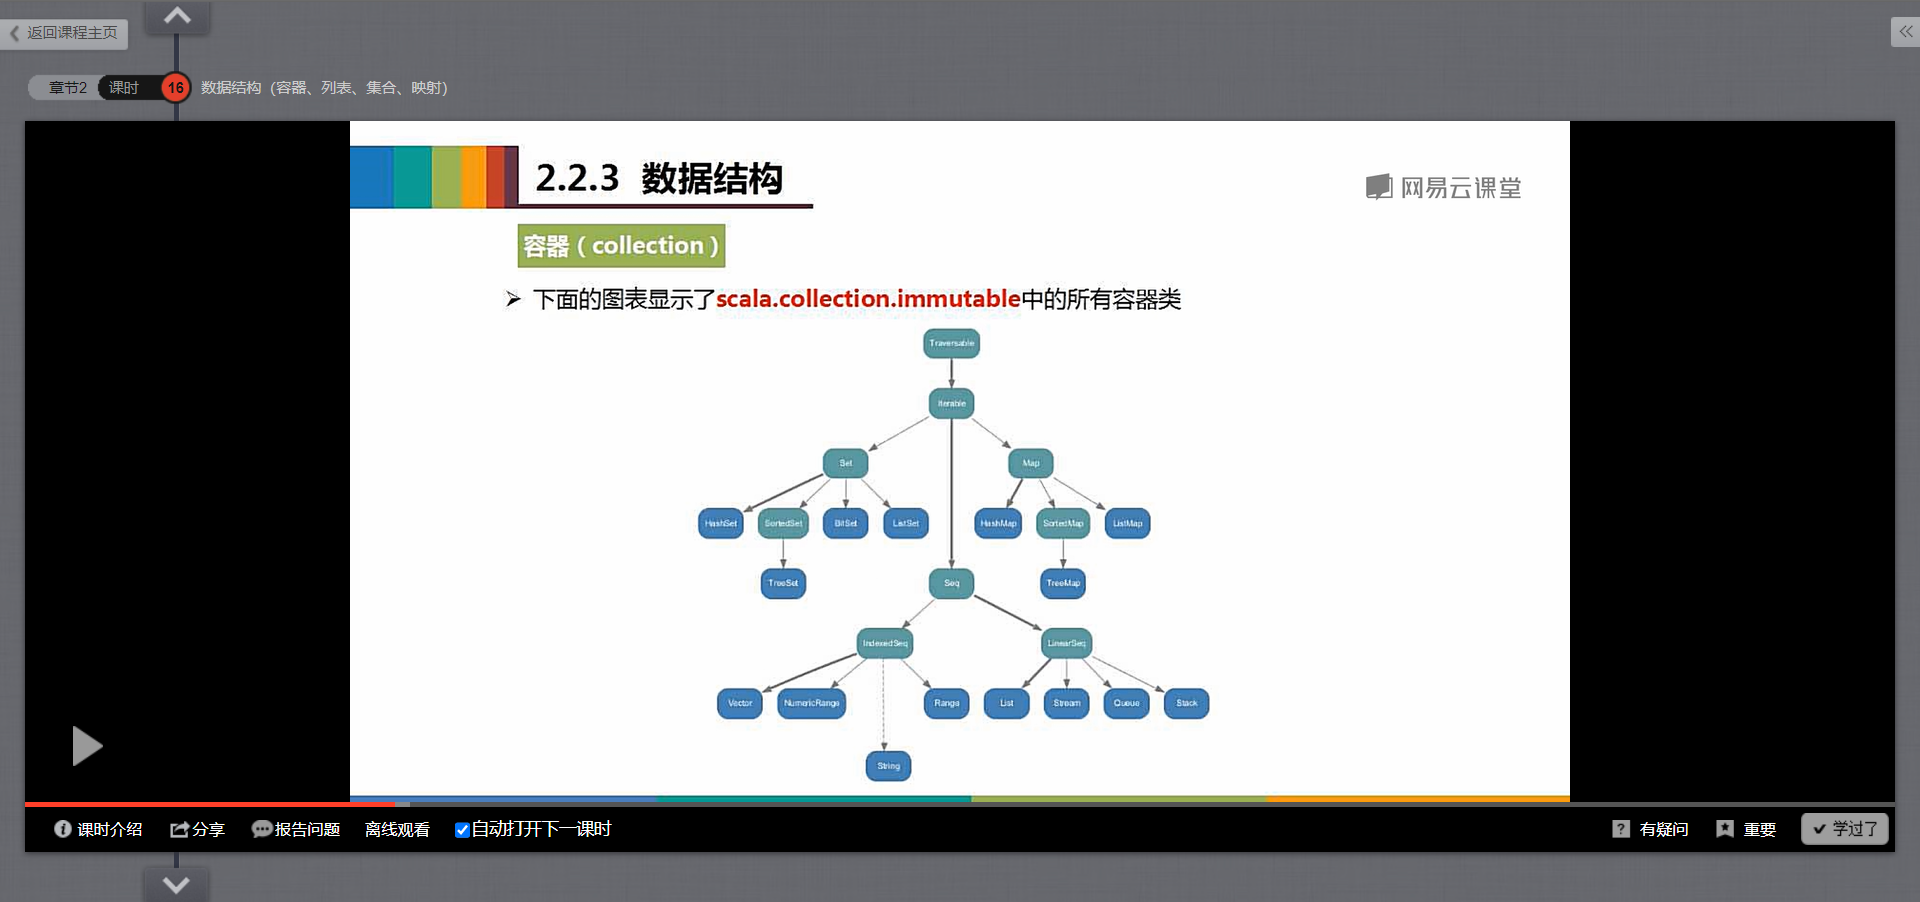 返回课程主页
章节2 课时 16 数据结构（容器、列表、集合、映射）
2.2.3 数据结构
网易云课堂
容器（collection）
下面的图表显示了scala.collection.immutable中的所有容器类
Traversable
Iterable
Set Map
HashSet SortedSet BitSet ListSet HashMap SortedMap ListMap
TreeSet Seq TreeMap
IndexedSeq LinearSeq
Vector NumericRange Range List Stream Queue Stack
String
课时介绍 分享 报告问题 离线观看 自动打开下一课时 有疑问 重要 学过了